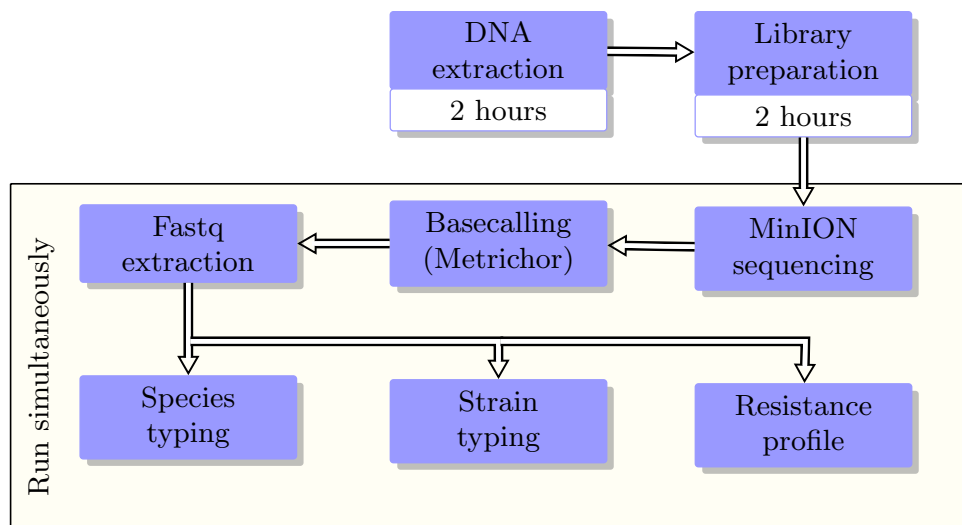 DNA
extraction
2 hours
Library
preparation
2 hours
Run simultaneously
Fastq
extraction
Basecalling
(Metrichor)
MinION
sequencing
Species
typing
Strain
typing
Resistance
profile